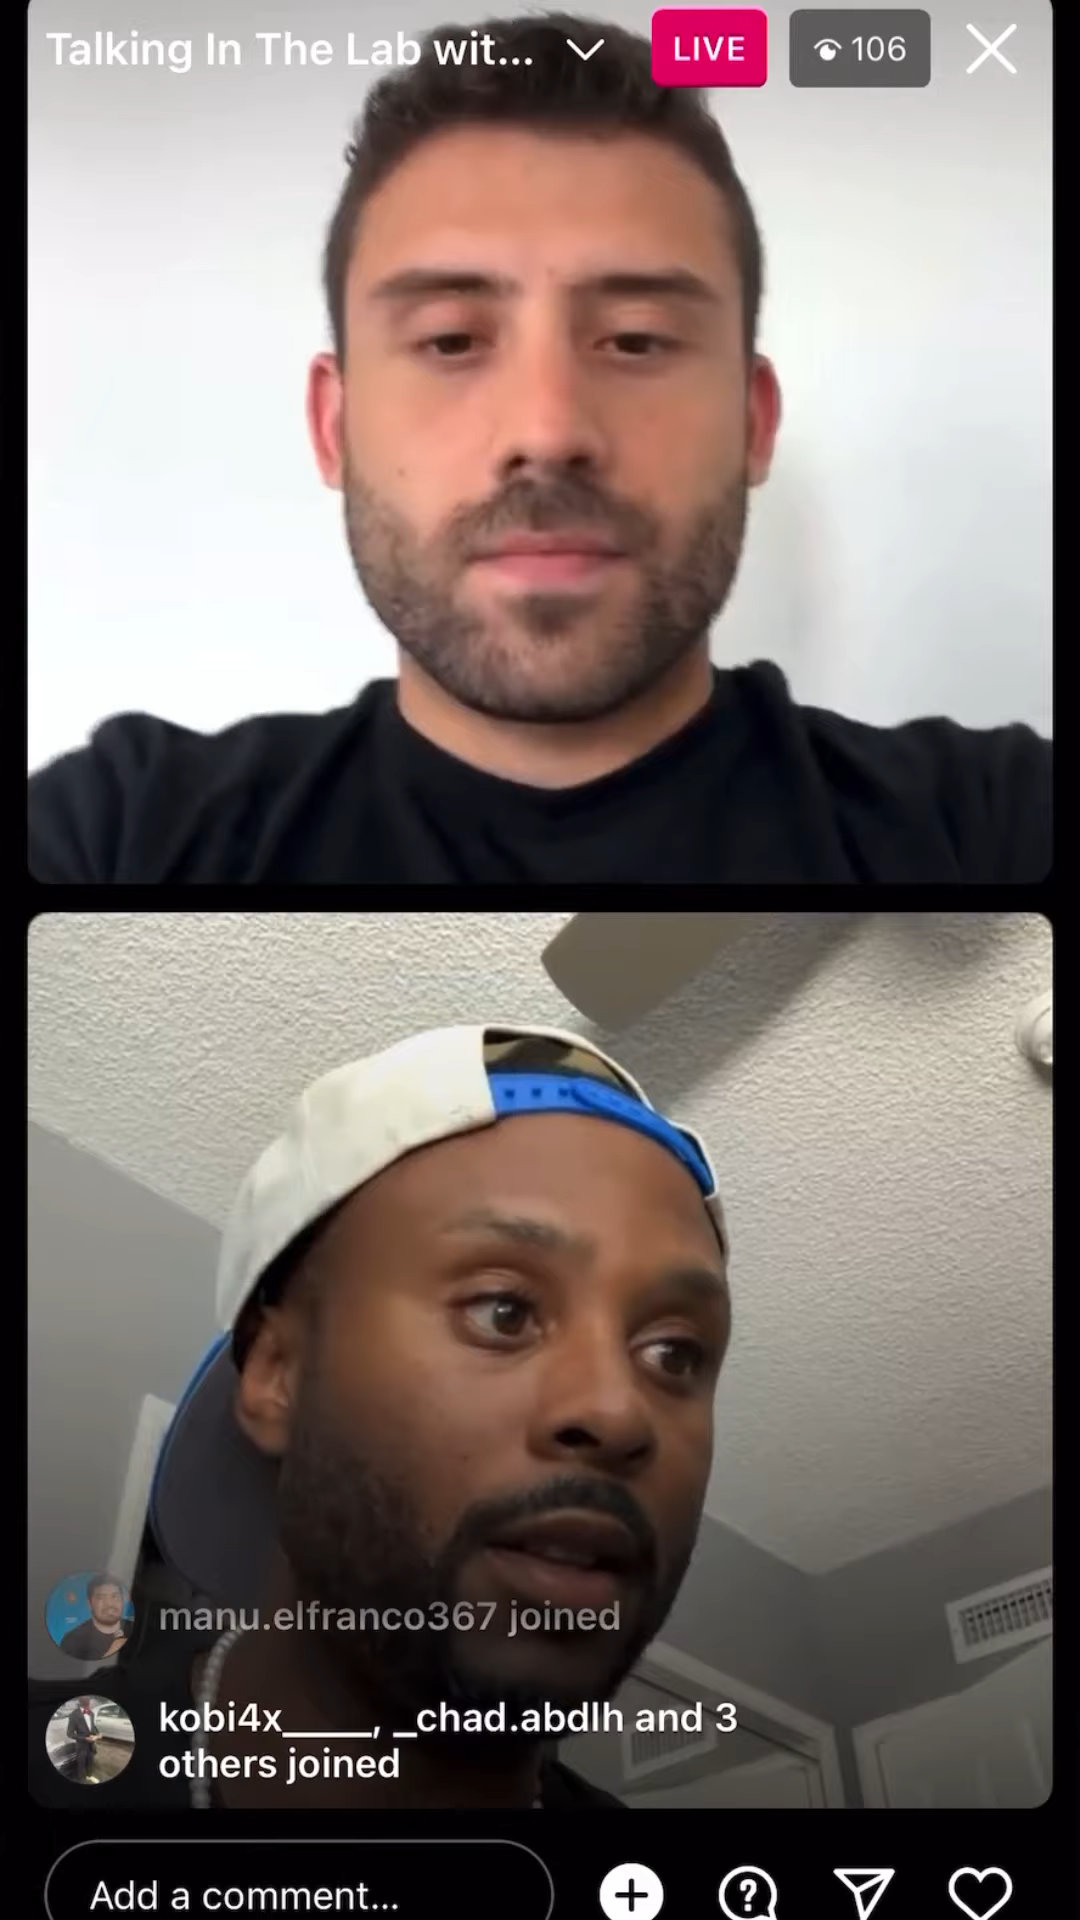 Talking In The Lab wit...
LIVE
106
manu.elfranco367 joined
kobi4x_____, _chad.abdlh and 3
others joined
Add a comment...